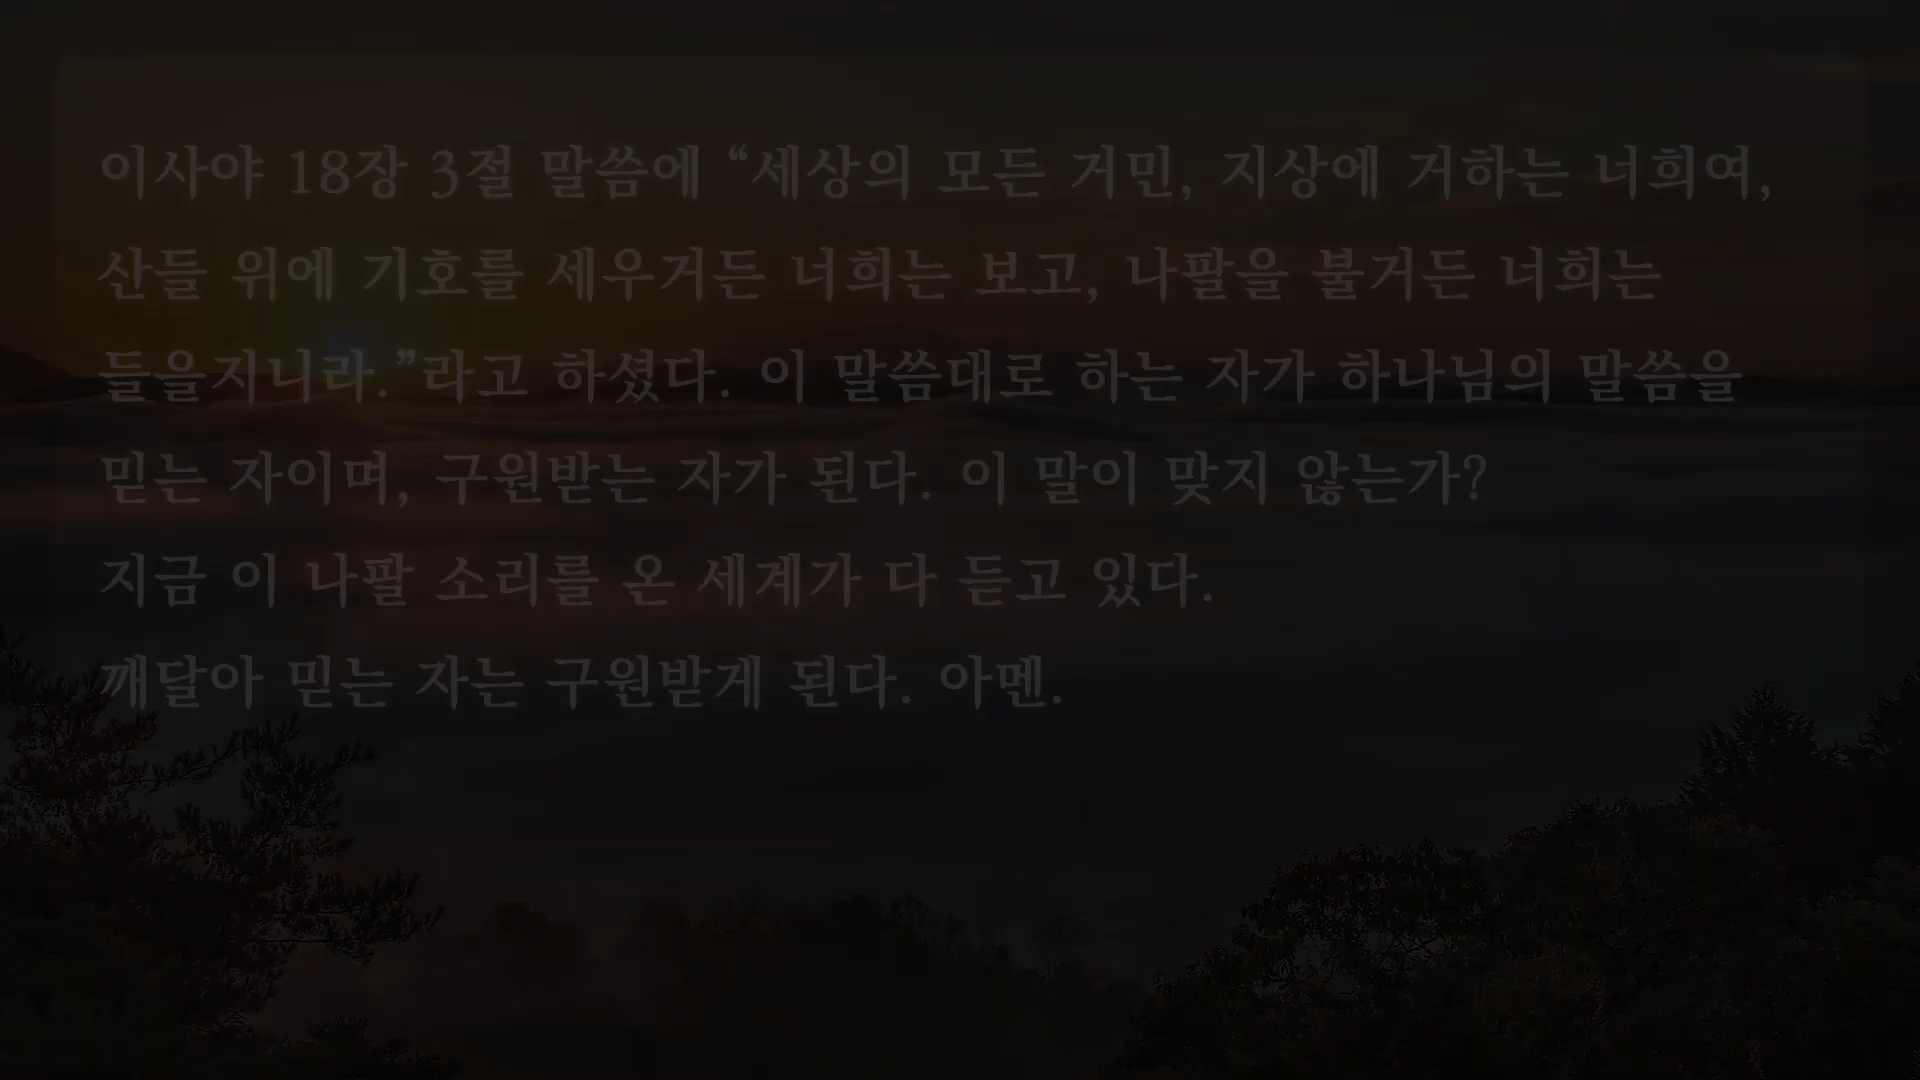 이사야 18장 3절 말씀에 “세상의 모든 거민, 지상에 거하는 너희여,
산들 위에 기호를 세우거든 너희는 보고, 나팔을 불거든 너희는
들을지니라.”라고 하셨다. 이 말씀대로 하는 자가 하나님의 말씀을
믿는 자이며, 구원받는 자가 된다. 이 말이 맞지 않는가?
지금 이 나팔 소리를 온 세계가 다 듣고 있다.
깨달아 믿는 자는 구원받게 된다. 아멘.